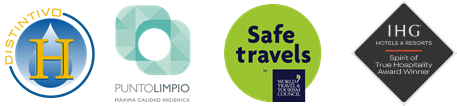 DISTINTIVO
H
PUNTOLIMPIO
MÁXIMA CALIDAD HIGIÉNICA
Safe
travels
by
WORLD
TRAVEL &
TOURISM
COUNCIL
IHG
HOTELS & RESORTS
Spirit of
True Hospitality
Award Winner